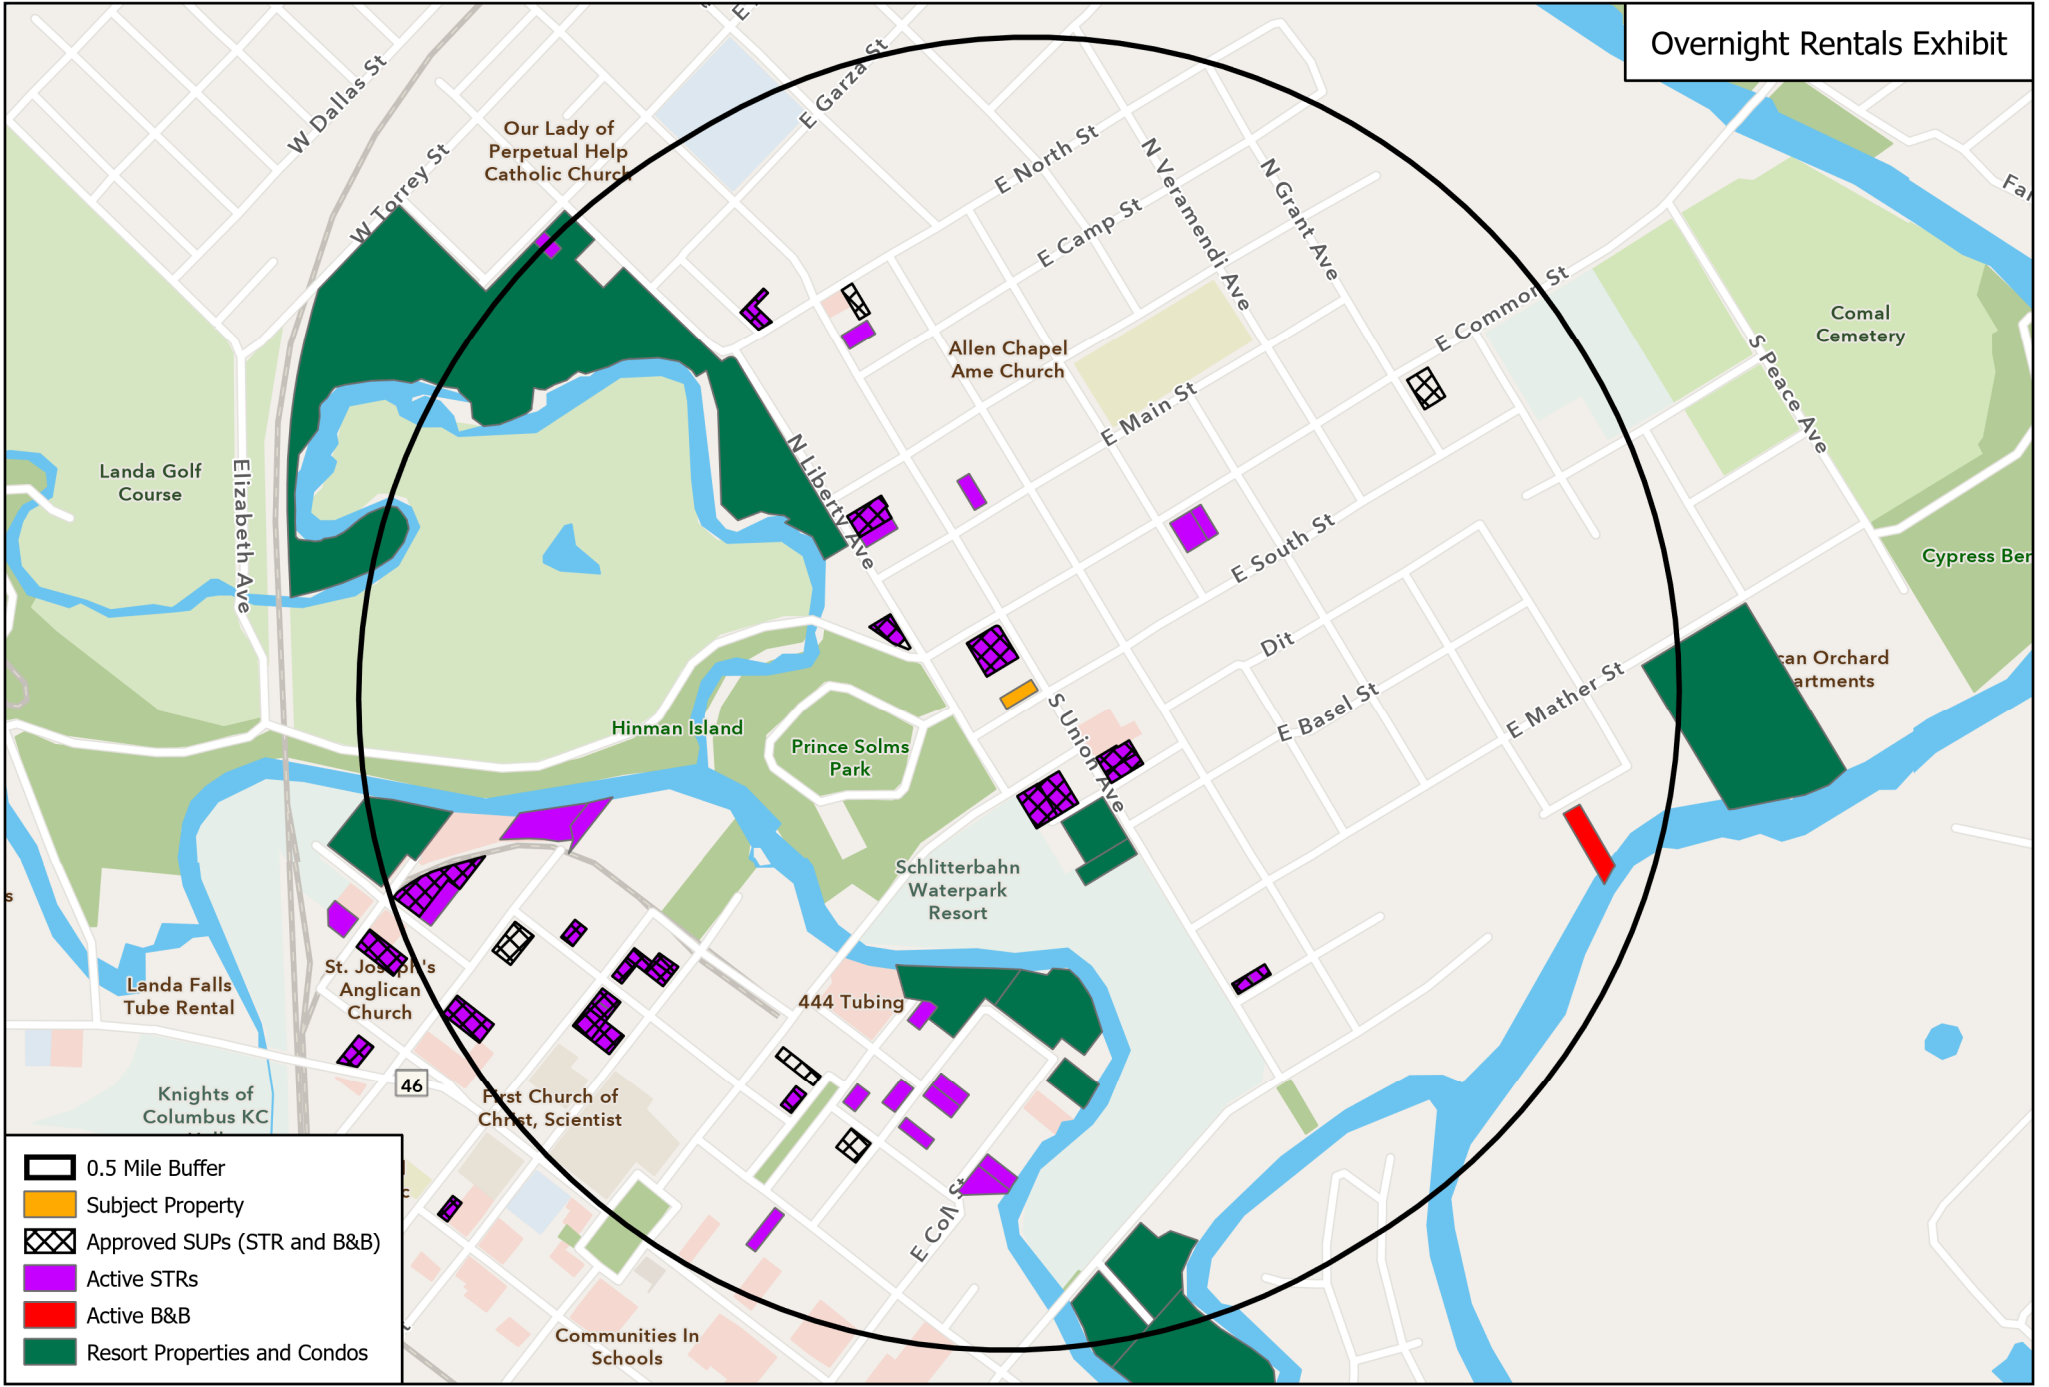 Overnight Rentals Exhibit
W Dallas St
E Garza St
Our Lady of
Perpetual Help
Catholic Church
W Torrey St
E North St
N Veramendi Ave
N Grant Ave
E Camp St
E Common St
Comal
Cemetery
S Peace Ave
Allen Chapel
Ame Church
E Main St
N Liberty Ave
Landa Golf
Course
Elizabeth Ave
E South St
Cypress Ben
Dit
can Orchard
artments
E Mather St
E Basel St
S Union Ave
Hinman Island
Prince Solms
Park
Schlitterbahn
Waterpark
Resort
St. Joseph's
Anglican
Church
Landa Falls
Tube Rental
444 Tubing
46
Knights of
Columbus KC
First Church of
Christ, Scientist
E Coll St
Communities In
Schools
0.5 Mile Buffer
Subject Property
Approved SUPs (STR and B&B)
Active STRs
Active B&B
Resort Properties and Condos